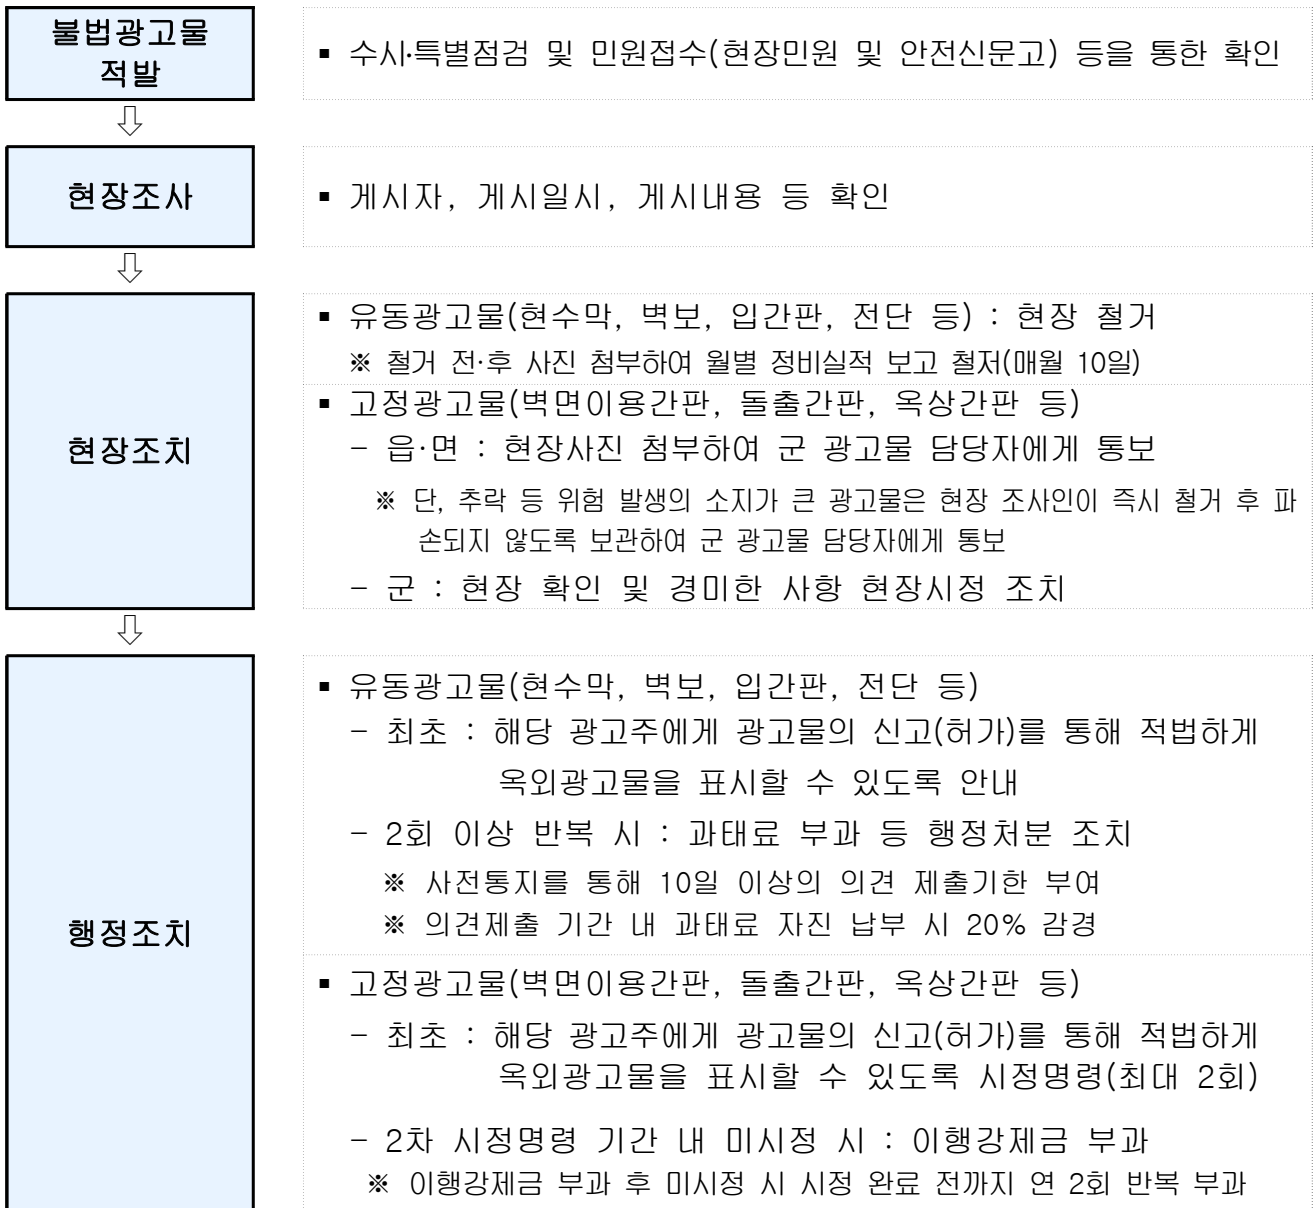 불법광고물
적발
▪ 수시·특별점검 및 민원접수(현장민원 및 안전신문고) 등을 통한 확인
⇩
현장조사
▪ 게시자, 게시일시, 게시내용 등 확인
⇩
현장조치
▪ 유동광고물(현수막, 벽보, 입간판, 전단 등) : 현장 철거
※ 철거 전·후 사진 첨부하여 월별 정비실적 보고 철저(매월 10일)
▪ 고정광고물(벽면이용간판, 돌출간판, 옥상간판 등)
- 읍·면 : 현장사진 첨부하여 군 광고물 담당자에게 통보
※ 단, 추락 등 위험 발생의 소지가 큰 광고물은 현장 조사인이 즉시 철거 후 파
손되지 않도록 보관하여 군 광고물 담당자에게 통보
- 군 : 현장 확인 및 경미한 사항 현장시정 조치
⇩
행정조치
▪ 유동광고물(현수막, 벽보, 입간판, 전단 등)
- 최초 : 해당 광고주에게 광고물의 신고(허가)를 통해 적법하게
옥외광고물을 표시할 수 있도록 안내
- 2회 이상 반복 시 : 과태료 부과 등 행정처분 조치
※ 사전통지를 통해 10일 이상의 의견 제출기한 부여
※ 의견제출 기간 내 과태료 자진 납부 시 20% 감경
▪ 고정광고물(벽면이용간판, 돌출간판, 옥상간판 등)
- 최초 : 해당 광고주에게 광고물의 신고(허가)를 통해 적법하게
옥외광고물을 표시할 수 있도록 시정명령(최대 2회)
- 2차 시정명령 기간 내 미시정 시 : 이행강제금 부과
※ 이행강제금 부과 후 미시정 시 시정 완료 전까지 연 2회 반복 부과